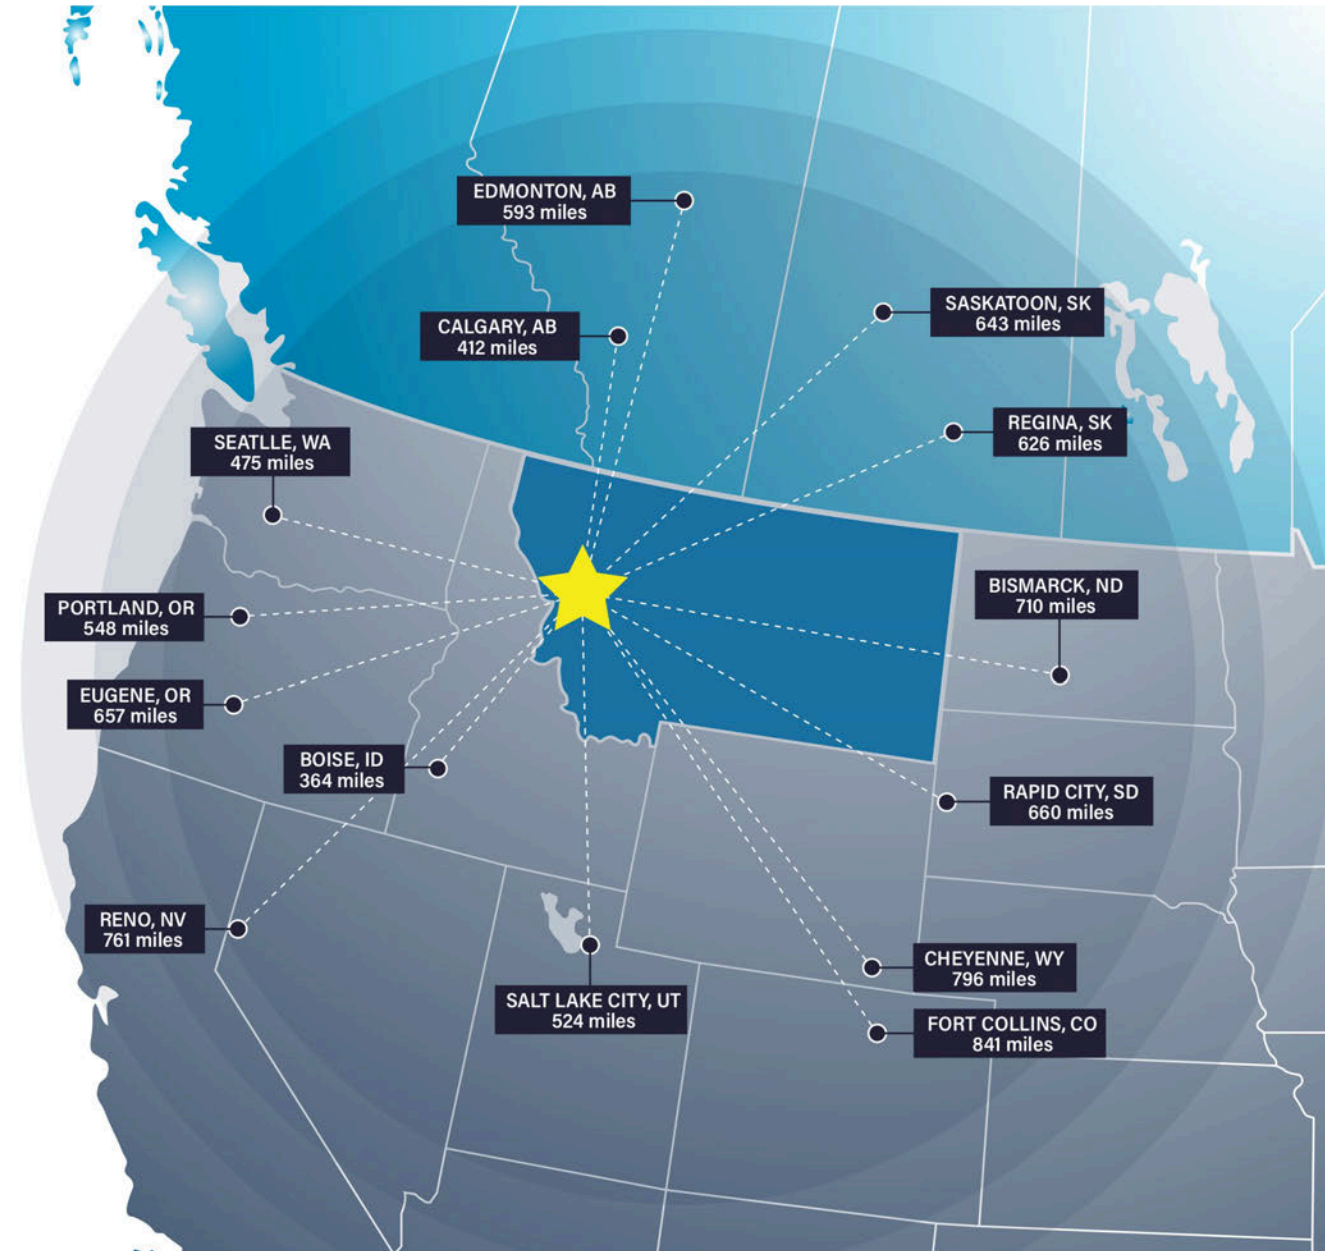 EDMONTON, AB
593 miles
SASKATOON, SK
643 miles
CALGARY, AB
412 miles
REGINA, SK
626 miles
SEATLLE, WA
475 miles
BISMARCK, ND
710 miles
PORTLAND, OR
548 miles
EUGENE, OR
657 miles
BOISE, ID
364 miles
RAPID CITY, SD
660 miles
RENO, NV
761 miles
CHEYENNE, WY
796 miles
SALT LAKE CITY, UT
524 miles
FORT COLLINS, CO
841 miles